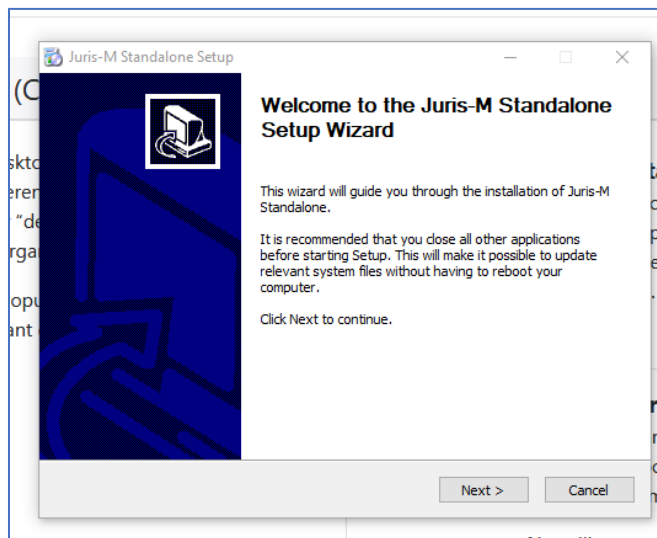 Juris-M Standalone Setup
Welcome to the Juris-M Standalone
Setup Wizard
This wizard will guide you through the installation of Juris-M
Standalone.
It is recommended that you close all other applications
before starting Setup. This will make it possible to update
relevant system files without having to reboot your
computer.
Click Next to continue.
Next >
Cancel